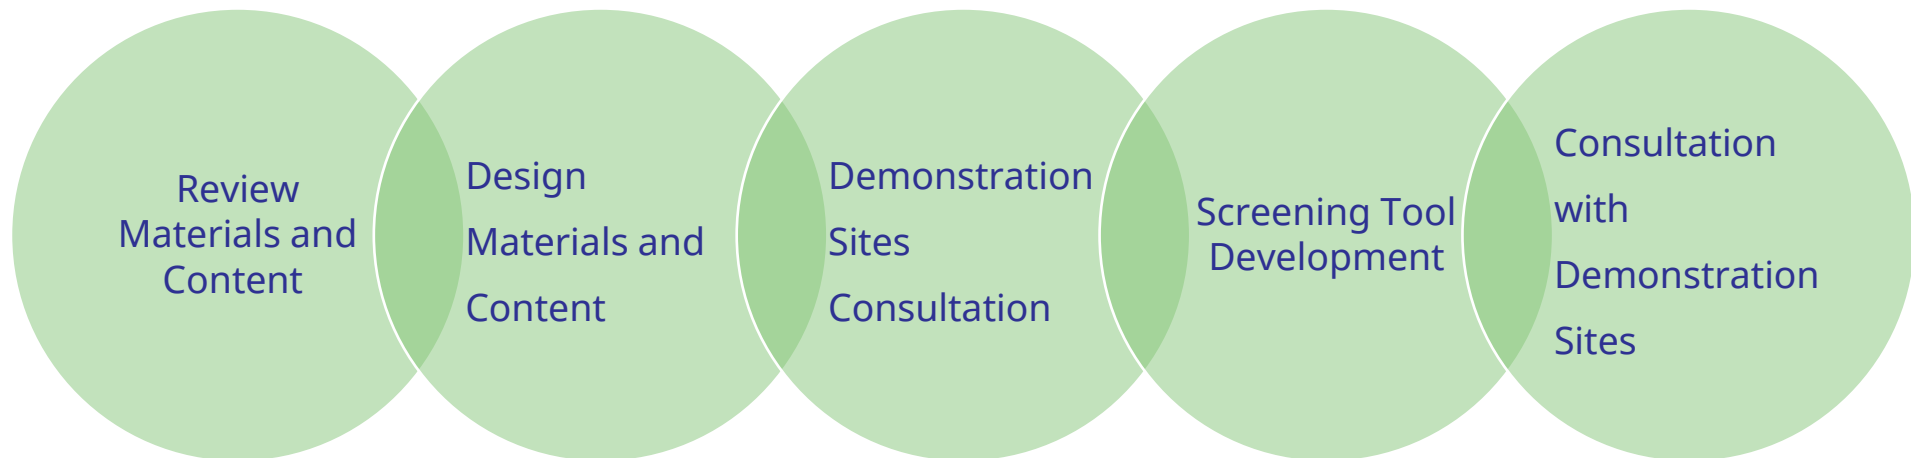 Review
Materials and
Content
Design
Materials and
Content
Demonstration
Sites
Consultation
Screening Tool
Development
Consultation
with
Demonstration
Sites